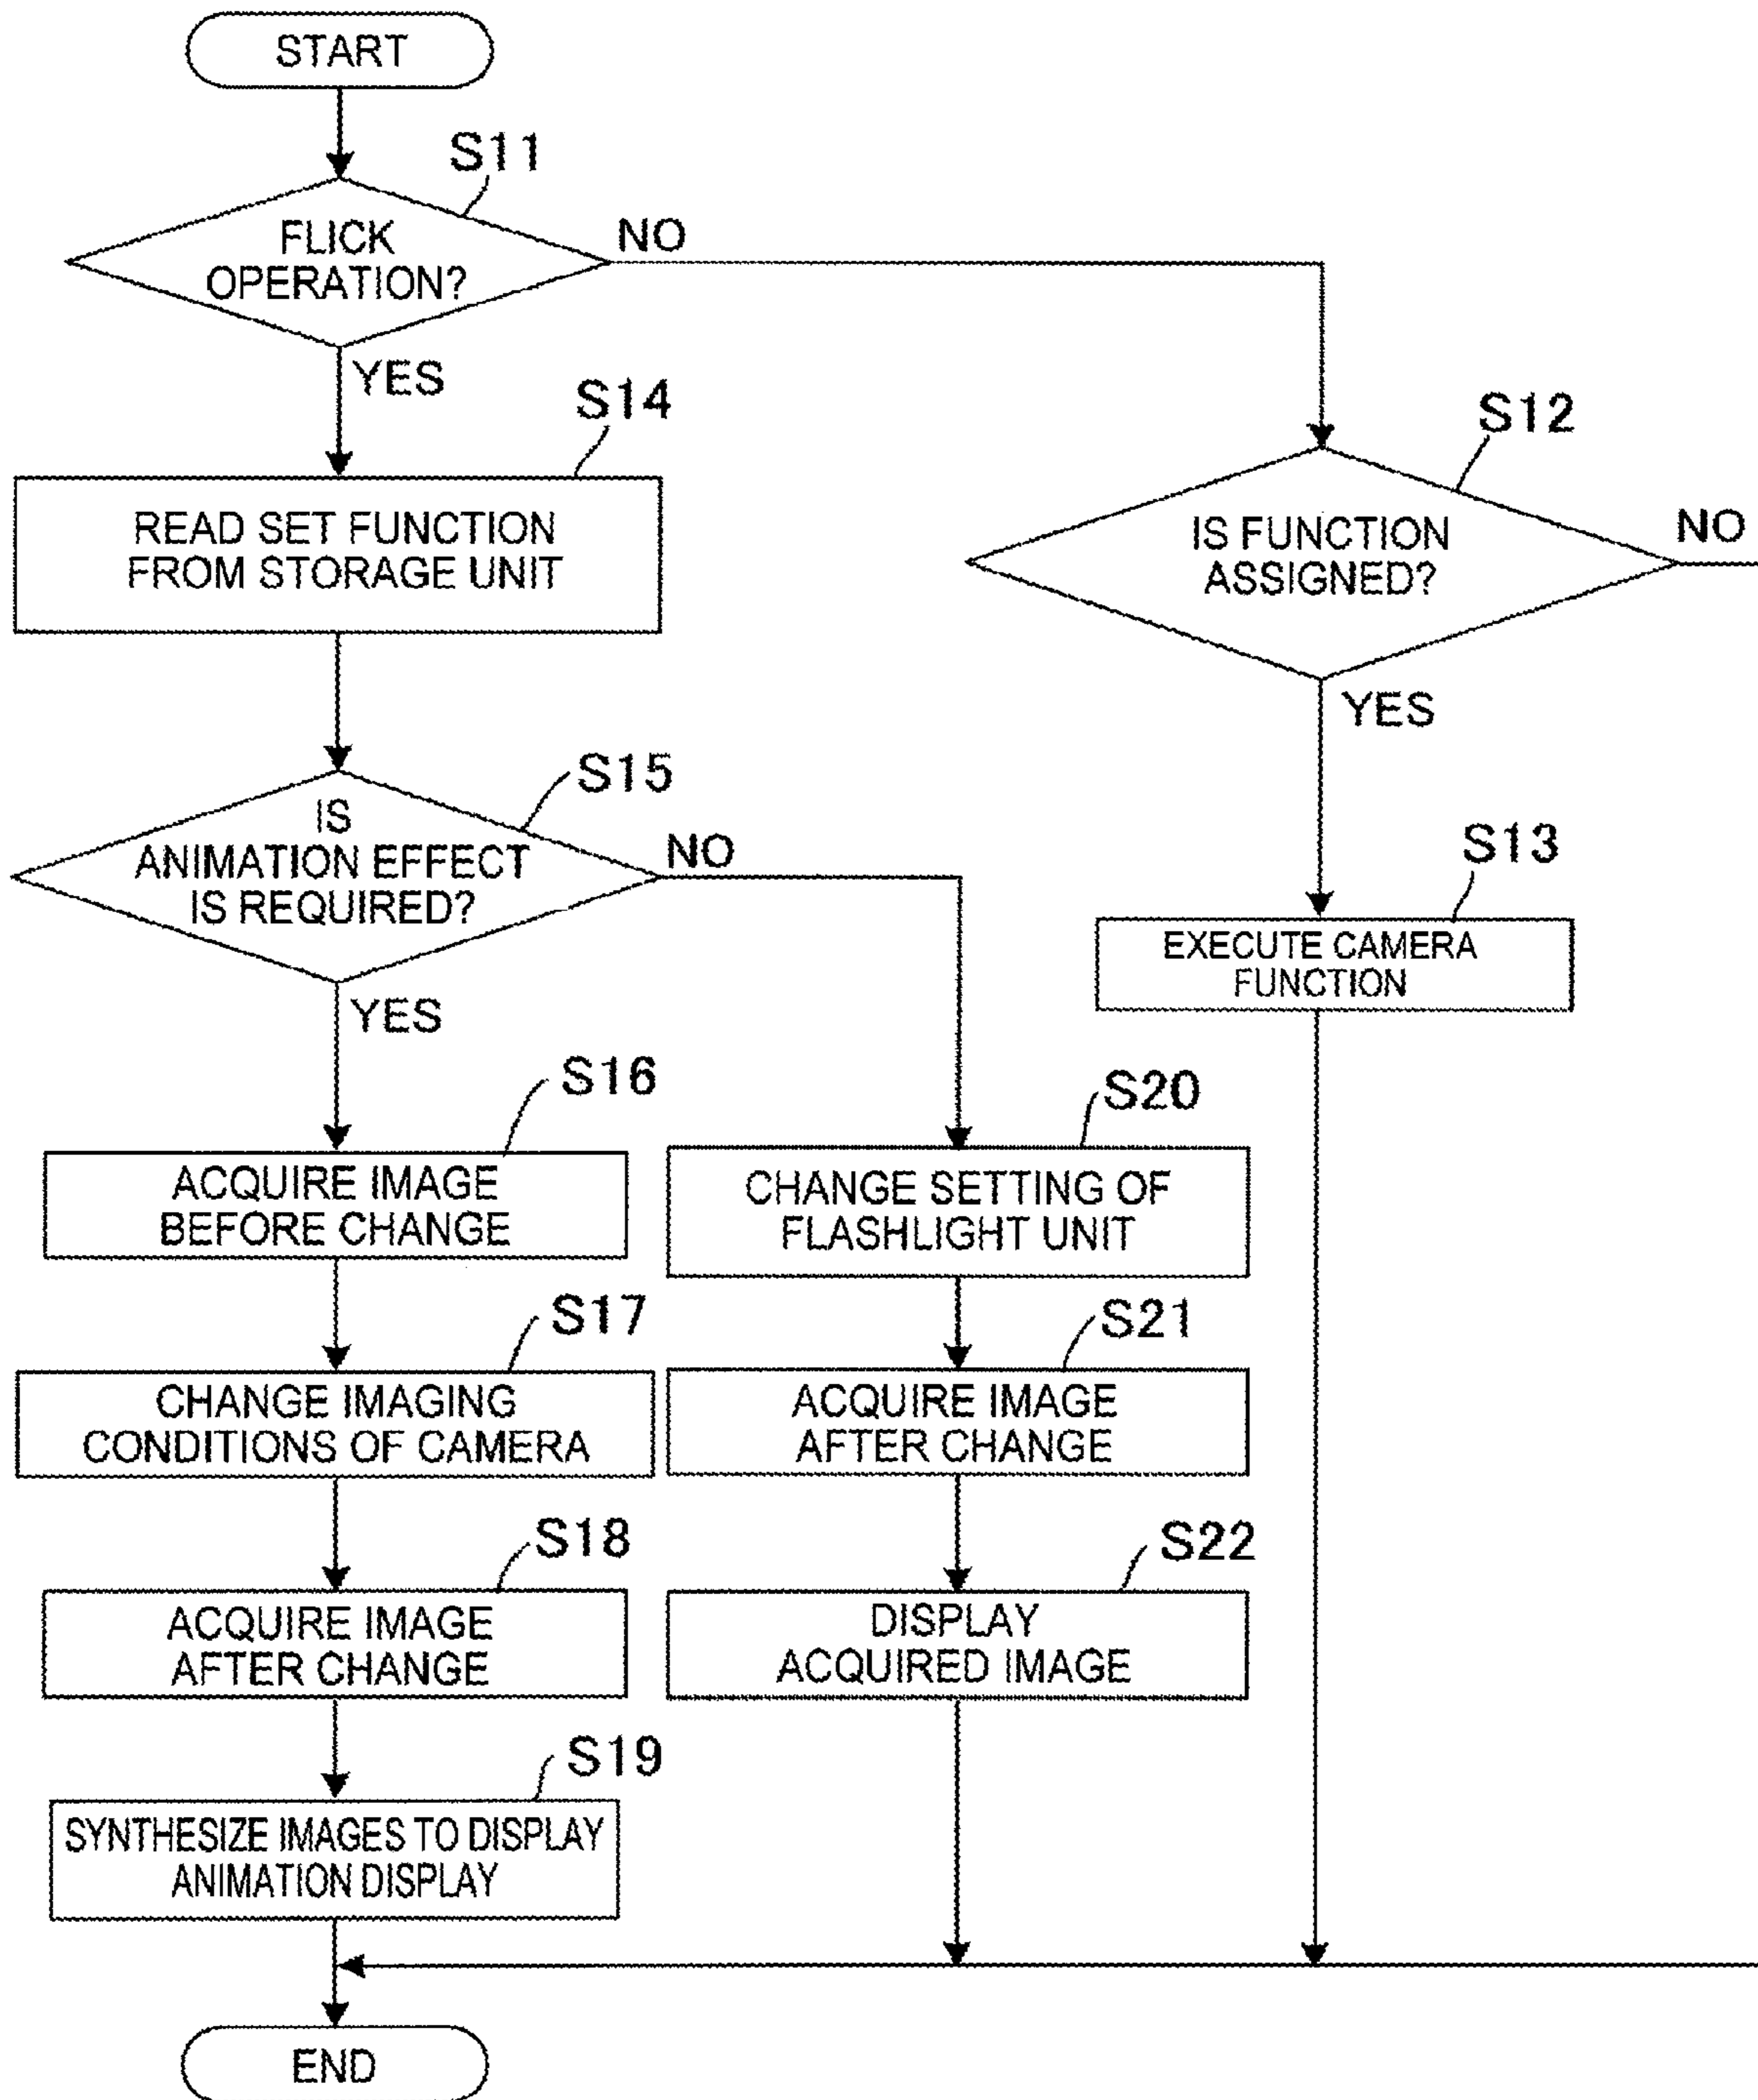 START
S11
FLICK
OPERATION?
NO
YES
S14
READ SET FUNCTION
FROM STORAGE UNIT
S12
IS FUNCTION
ASSIGNED?
NO
YES
S15
IS
ANIMATION EFFECT
IS REQUIRED?
NO
YES
S13
EXECUTE CAMERA
FUNCTION
S16
ACQUIRE IMAGE
BEFORE CHANGE
S20
CHANGE SETTING OF
FLASHLIGHT UNIT
S17
CHANGE IMAGING
CONDITIONS OF CAMERA
S21
ACQUIRE IMAGE
AFTER CHANGE
S18
ACQUIRE IMAGE
AFTER CHANGE
S22
DISPLAY
ACQUIRED IMAGE
S19
SYNTHESIZE IMAGES TO DISPLAY
ANIMATION DISPLAY
END